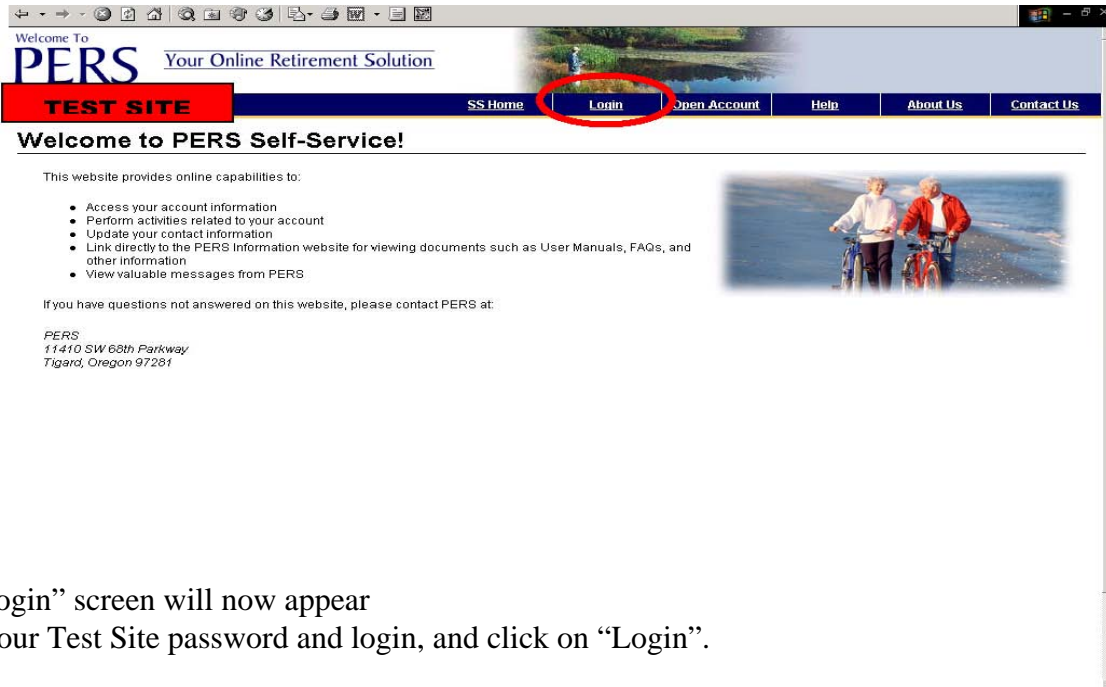 Welcome To
PERS
Your Online Retirement Solution
TEST SITE
SS Home Login Open Account Help About Us Contact Us
Welcome to PERS Self-Service!
This website provides online capabilities to:
Access your account information
Perform activities related to your account
Update your contact information
Link directly to the PERS Information website for viewing documents such as User Manuals, FAQs, and
other information
View valuable messages from PERS
If you have questions not answered on this website, please contact PERS at:
PERS
11410 SW 68th Parkway
Tigard, Oregon 97281
ogin” screen will now appear
our Test Site password and login, and click on “Login”.